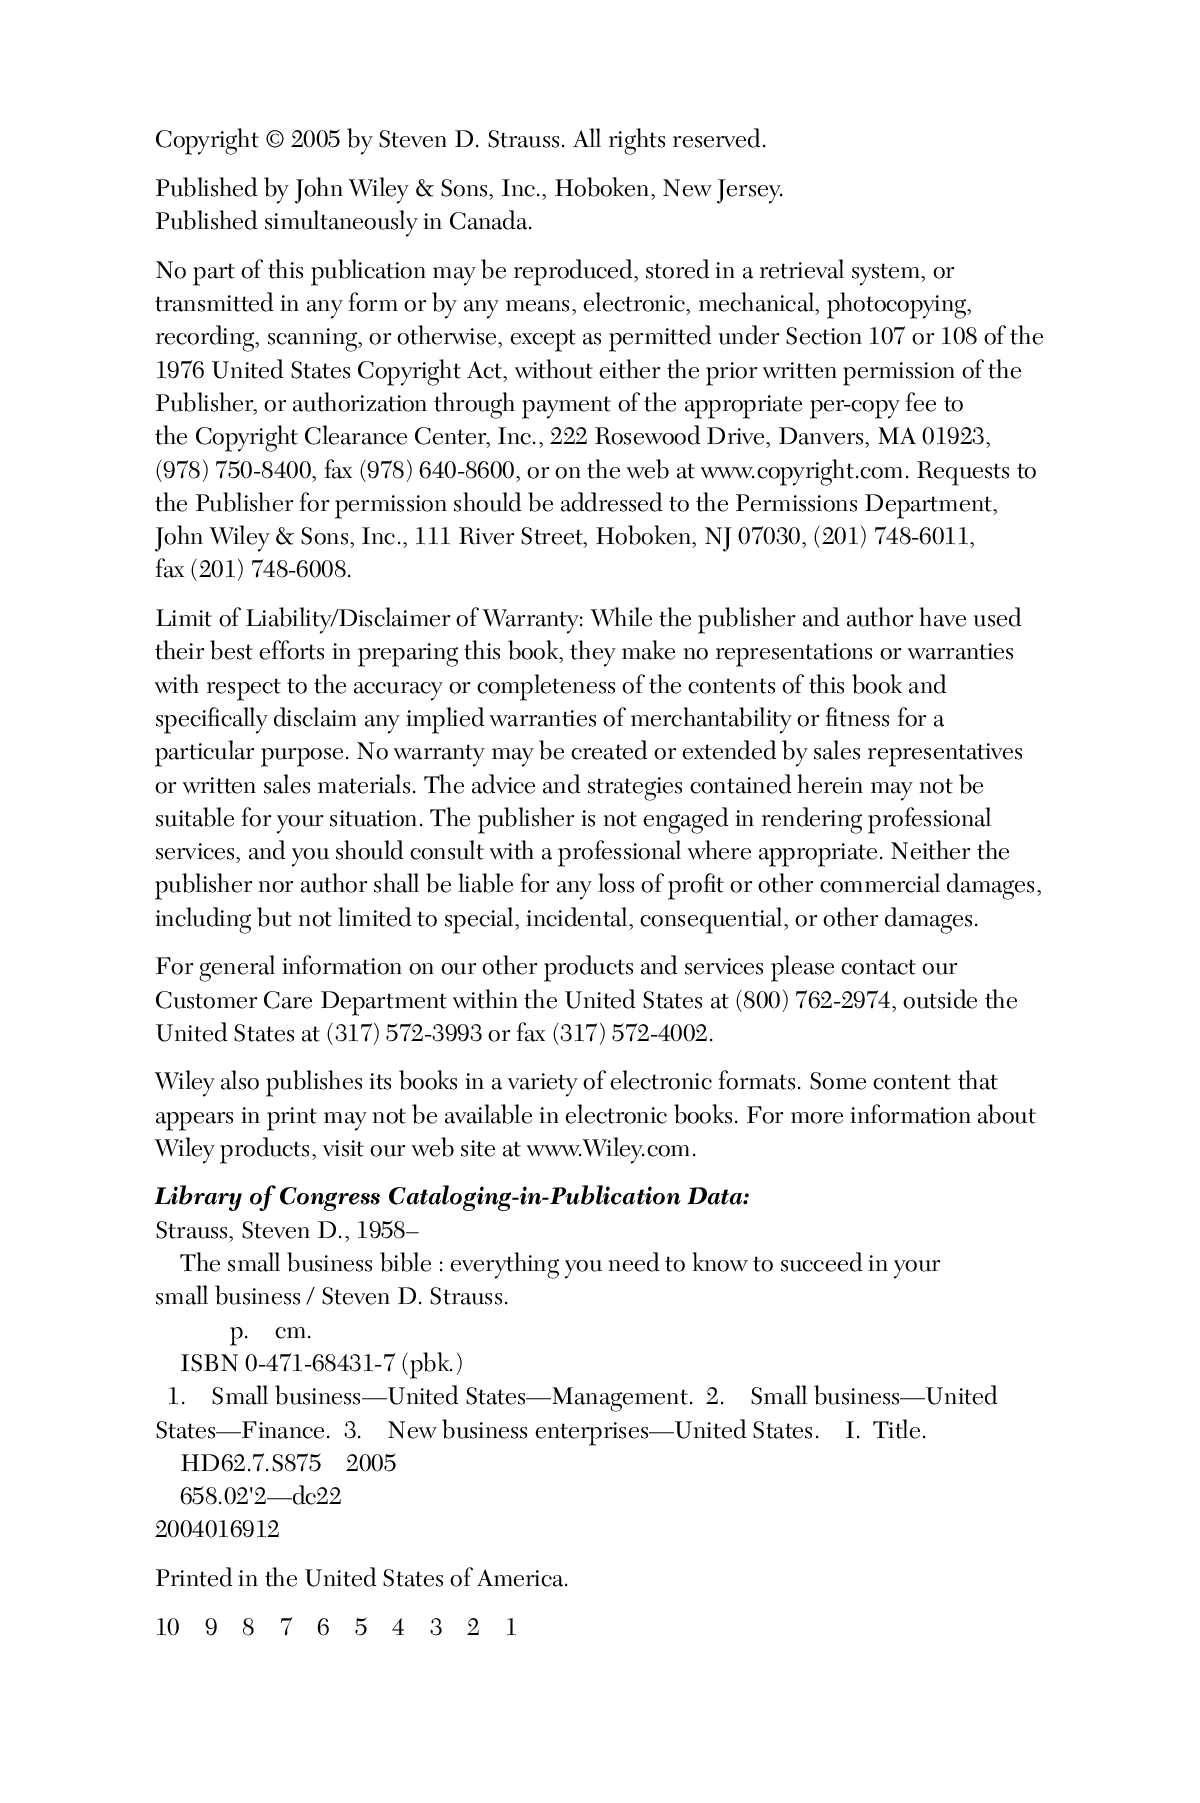 Copyright © 2005 by Steven D. Strauss. All rights reserved.
Published by John Wiley & Sons, Inc., Hoboken, New Jersey.
Published simultaneously in Canada.
No part of this publication may be reproduced, stored in a retrieval system, or
transmitted in any form or by any means, electronic, mechanical, photocopying,
recording, scanning, or otherwise, except as permitted under Section 107 or 108 of the
1976 United States Copyright Act, without either the prior written permission of the
Publisher, or authorization through payment of the appropriate per-copy fee to
the Copyright Clearance Center, Inc., 222 Rosewood Drive, Danvers, MA 01923,
(978) 750-8400, fax (978) 640-8600, or on the web at www.copyright.com. Requests to
the Publisher for permission should be addressed to the Permissions Department,
John Wiley & Sons, Inc., 111 River Street, Hoboken, NJ 07030, (201) 748-6011,
fax (201) 748-6008.
Limit of Liability/Disclaimer of Warranty: While the publisher and author have used
their best efforts in preparing this book, they make no representations or warranties
with respect to the accuracy or completeness of the contents of this book and
specifically disclaim any implied warranties of merchantability or fitness for a
particular purpose. No warranty may be created or extended by sales representatives
or written sales materials. The advice and strategies contained herein may not be
suitable for your situation. The publisher is not engaged in rendering professional
services, and you should consult with a professional where appropriate. Neither the
publisher nor author shall be liable for any loss of profit or other commercial damages,
including but not limited to special, incidental, consequential, or other damages.
For general information on our other products and services please contact our
Customer Care Department within the United States at (800) 762-2974, outside the
United States at (317) 572-3993 or fax (317) 572-4002.
Wiley also publishes its books in a variety of electronic formats. Some content that
appears in print may not be available in electronic books. For more information about
Wiley products, visit our web site at www.Wiley.com.
Library of Congress Cataloging-in-Publication Data:
Strauss, Steven D., 1958–
The small business bible : everything you need to know to succeed in your
small business / Steven D. Strauss.
p. cm.
ISBN 0-471-68431-7 (pbk.)
1. Small business—United States—Management. 2. Small business—United
States—Finance. 3. New business enterprises—United States. I. Title.
HD62.7.S875 2005
658.02'2—dc22
2004016912
Printed in the United States of America.
10 9 8 7 6 5 4 3 2 1